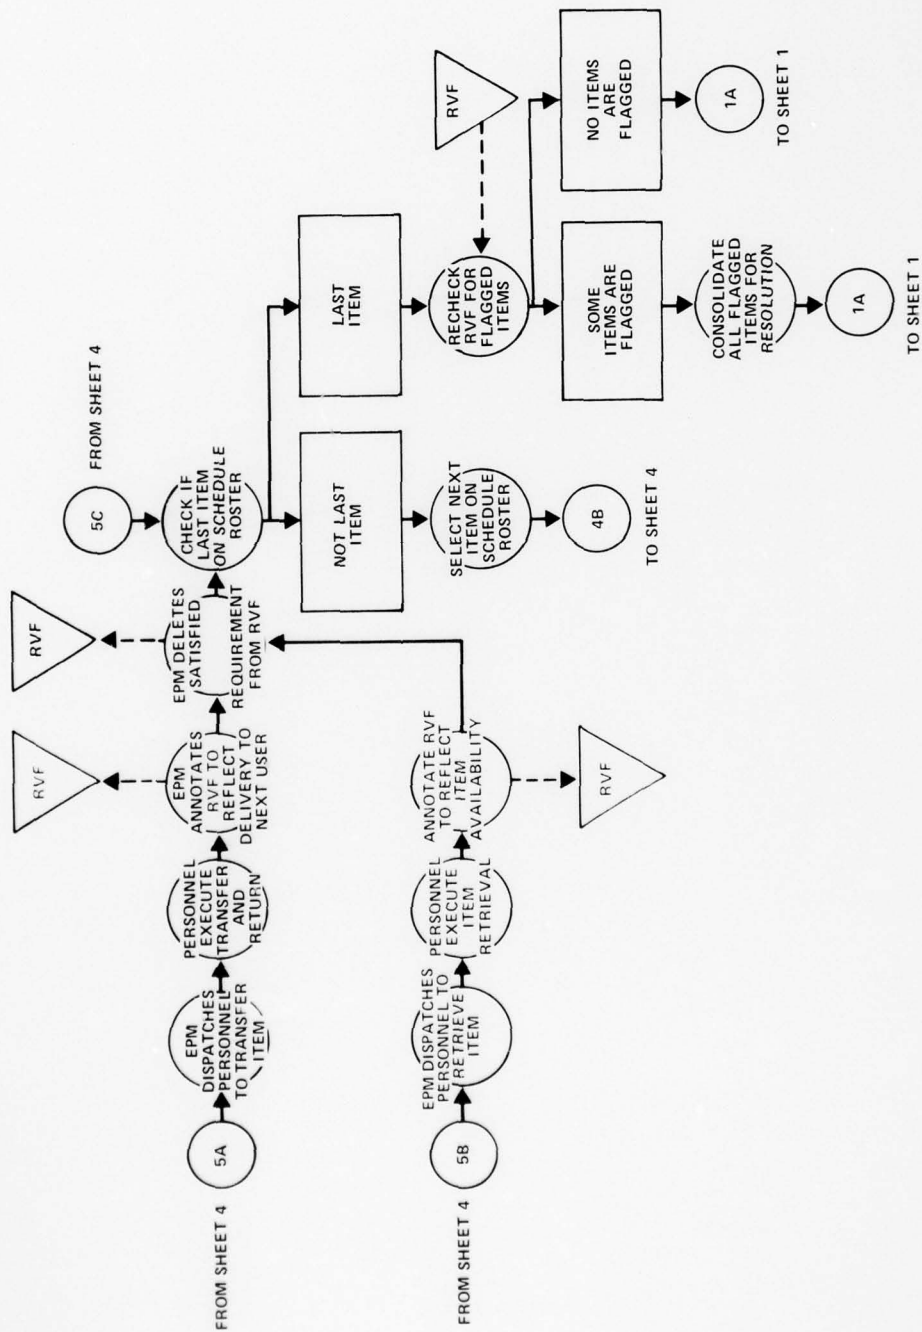 FROM SHEET 4
5A
EPM
DISPATCHES
PERSONNEL
TO TRANSFER
ITEM
PERSONNEL
EXECUTE
TRANSFER
AND
RETURN
EPM
ANNOTATES
RVF TO
REFLECT
DELIVERY TO
NEXT USER
RVF
EPM DELETES
SATISFIED
REQUIREMENT
FROM RVF
RVF
5C
FROM SHEET 4
CHECK IF
LAST ITEM
ON SCHEDULE
ROSTER
FROM SHEET 4
5B
EPM DISPATCHES
PERSONNEL TO
RETRIEVE
ITEM
PERSONNEL
EXECUTE
ITEM
RETRIEVAL
ANNOTATE RVF
TO REFLECT
ITEM
AVAILABILITY
RVF
NOT LAST
ITEM
SELECT NEXT
ITEM ON
SCHEDULE
ROSTER
4B
TO SHEET 4
LAST
ITEM
RECHECK
RVF FOR
FLAGGED
ITEMS
RVF
SOME
ITEMS ARE
FLAGGED
CONSOLIDATE
ALL FLAGGED
ITEMS FOR
RESOLUTION
1A
TO SHEET 1
NO ITEMS
ARE
FLAGGED
1A
TO SHEET 1